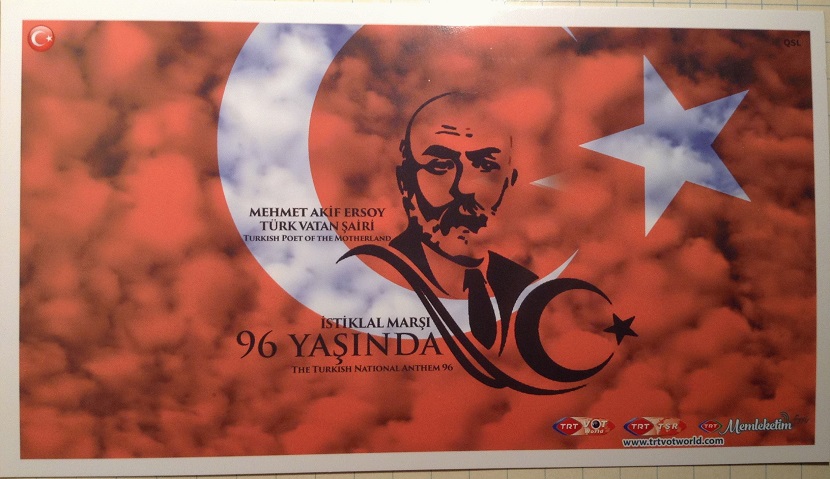 QSL
MEHMET AKİF ERSOY
TÜRK VATAN ŞAİRİ
TURKISH POET OF THE MOTHERLAND
İSTİKLAL MARŞI
96 YAŞINDA
THE TURKISH NATIONAL ANTHEM 96
TRT VOT World
TRT TSR
TRT Memleketim
www.trtvotworld.com